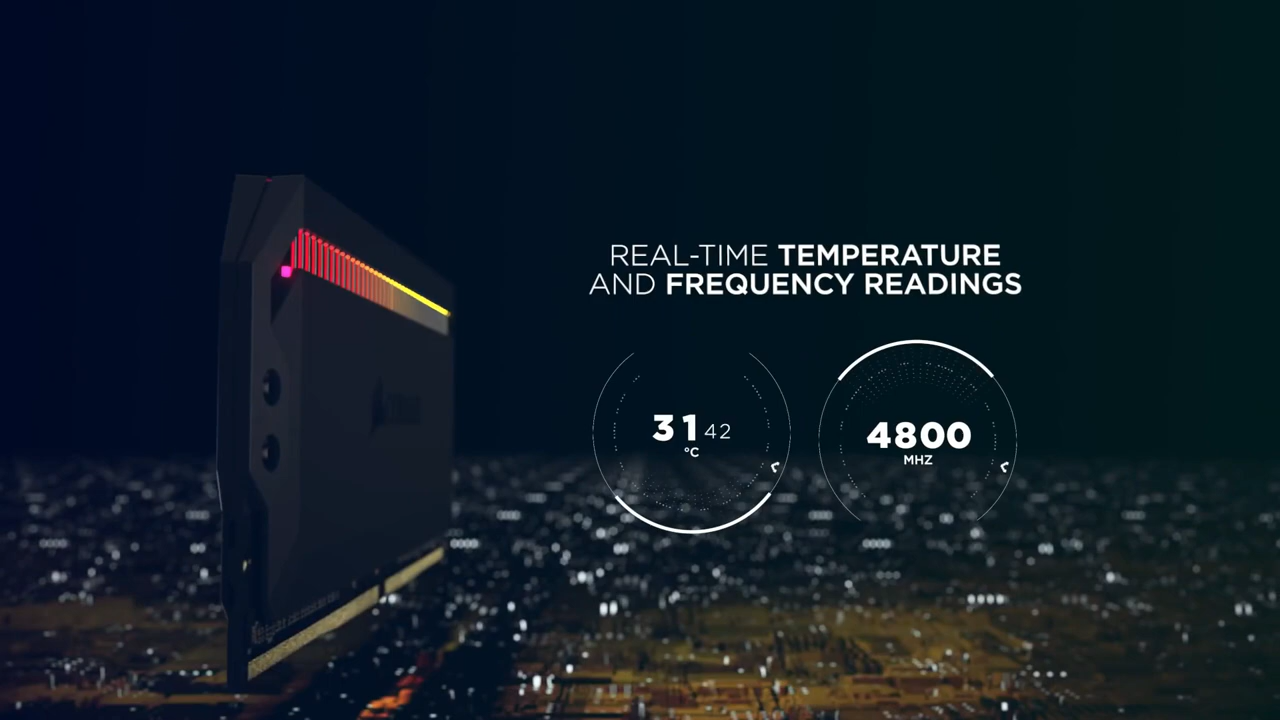 REAL-TIME TEMPERATURE
AND FREQUENCY READINGS
31 42
°C
4800
MHZ